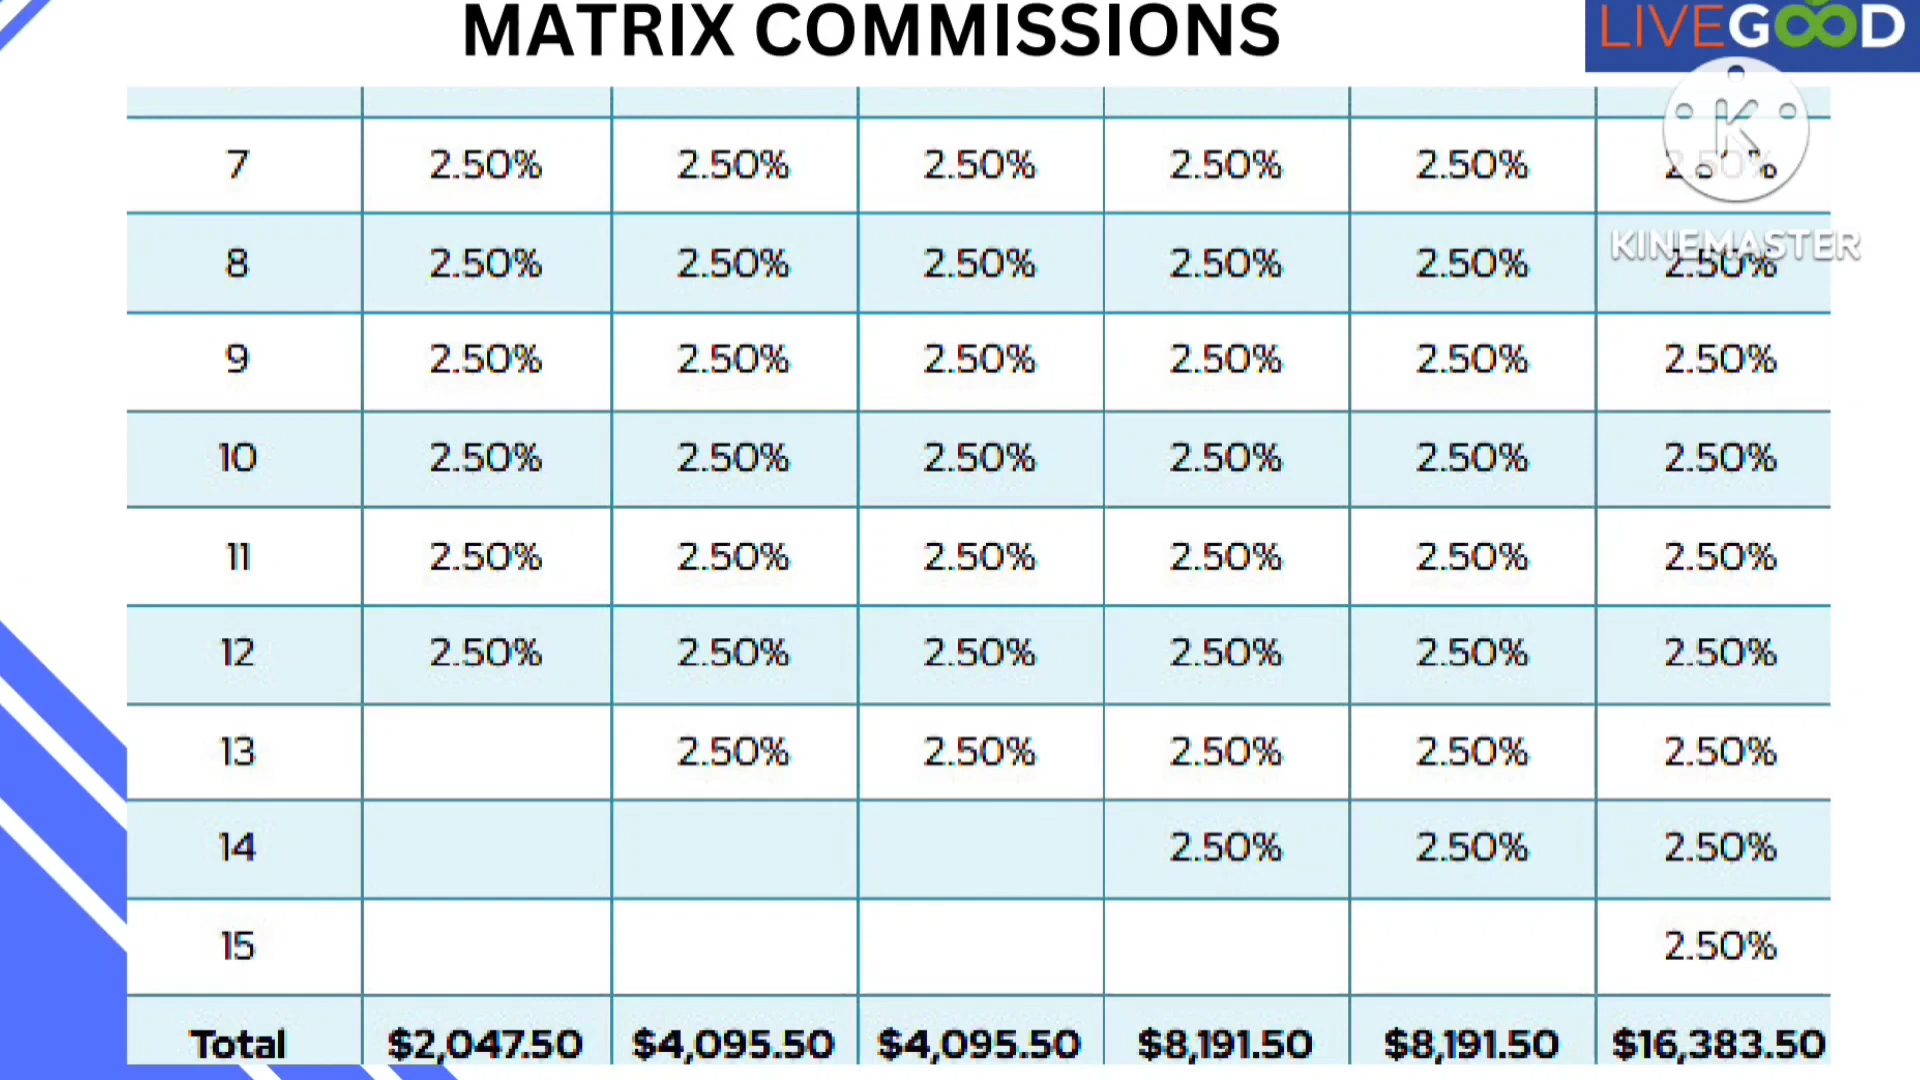 MATRIX COMMISSIONS
LIVEGOOD
7 2.50% 2.50% 2.50% 2.50% 2.50% 2.50%
KINEMASTER
8 2.50% 2.50% 2.50% 2.50% 2.50% 2.50%
9 2.50% 2.50% 2.50% 2.50% 2.50% 2.50%
10 2.50% 2.50% 2.50% 2.50% 2.50% 2.50%
11 2.50% 2.50% 2.50% 2.50% 2.50% 2.50%
12 2.50% 2.50% 2.50% 2.50% 2.50% 2.50%
13 2.50% 2.50% 2.50% 2.50% 2.50%
14 2.50% 2.50% 2.50%
15 2.50%
Total $2,047.50 $4,095.50 $4,095.50 $8,191.50 $8,191.50 $16,383.50